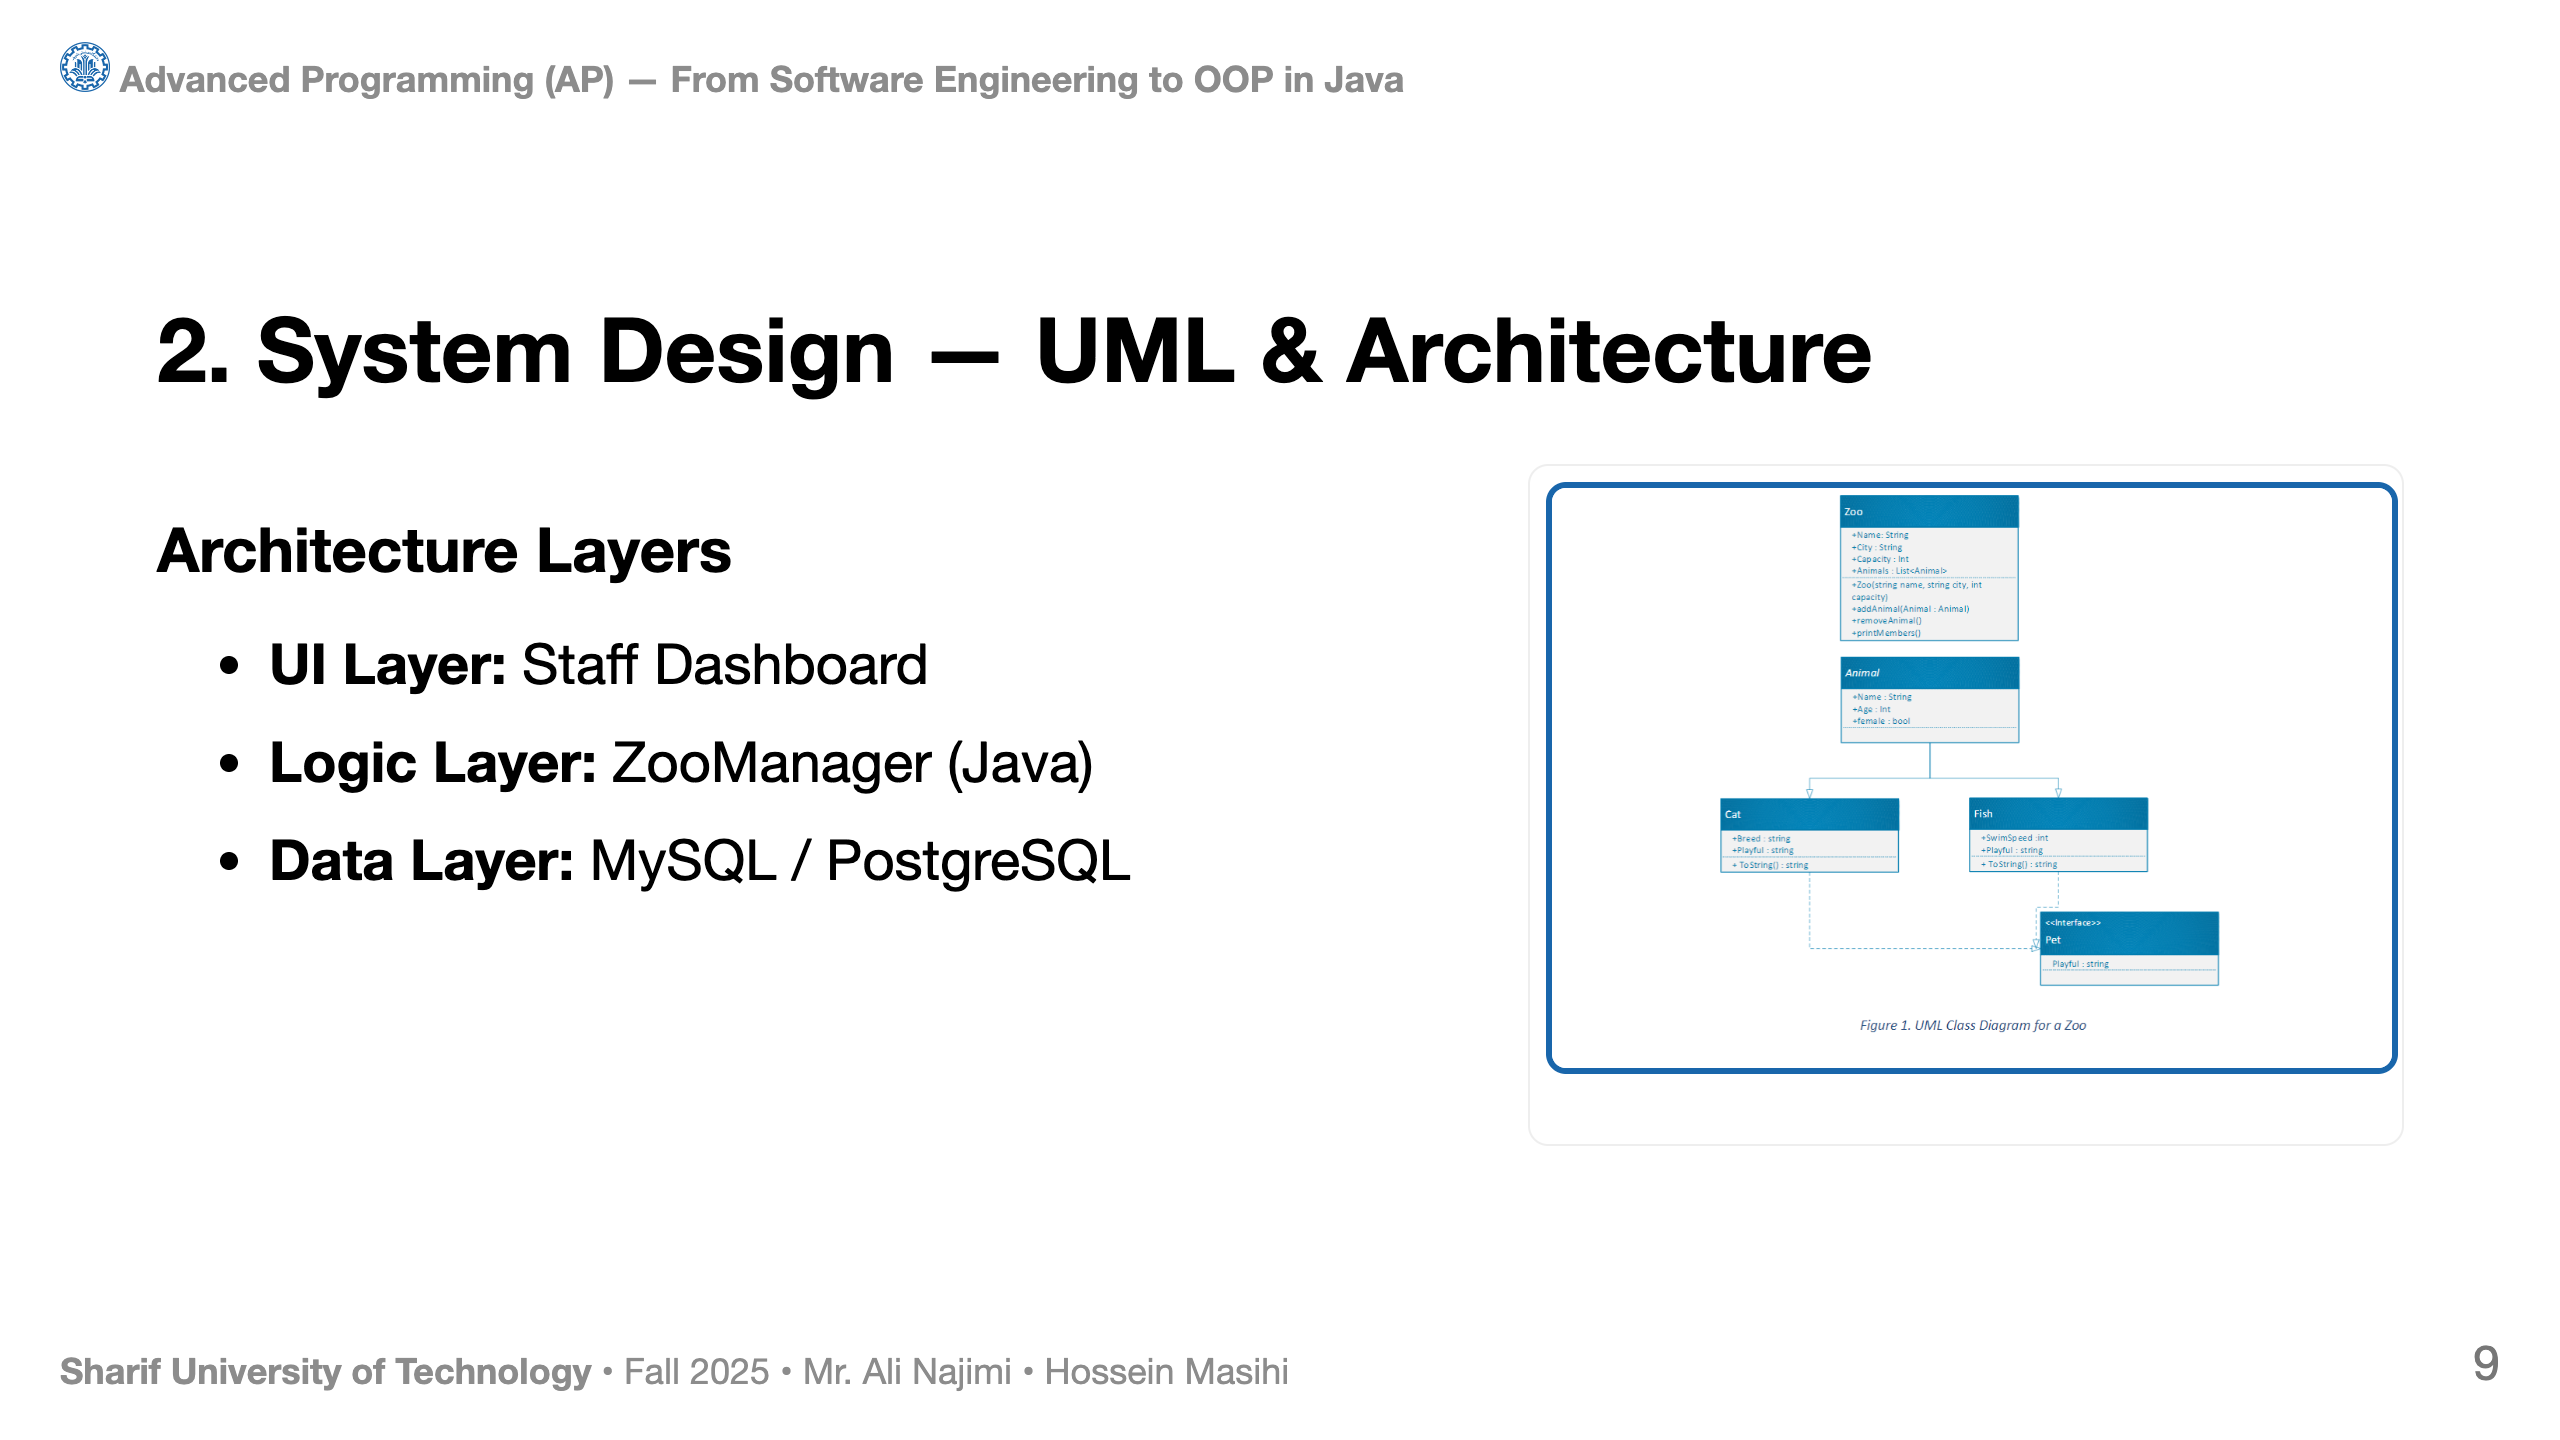 Advanced Programming (AP) — From Software Engineering to OOP in Java
2. System Design — UML & Architecture
Architecture Layers
• UI Layer: Staff Dashboard
• Logic Layer: ZooManager (Java)
• Data Layer: MySQL / PostgreSQL
Zoo
+Name: String
+City : String
+Capacity : Int
+Animals : List<Animal>
+Zoo(string name, string city, int
capacity)
+addAnimal(Animal : Animal)
+removeAnimal()
+printMembers()
Animal
+Name : String
+Age : Int
+female : bool
Cat
+Breed : string
+Playful : string
+ ToString() : string
Fish
+SwimSpeed :int
+Playful : string
+ ToString() : string
<<Interface>>
Pet
Playful : string
Figure 1. UML Class Diagram for a Zoo
Sharif University of Technology • Fall 2025 • Mr. Ali Najimi • Hossein Masihi
9